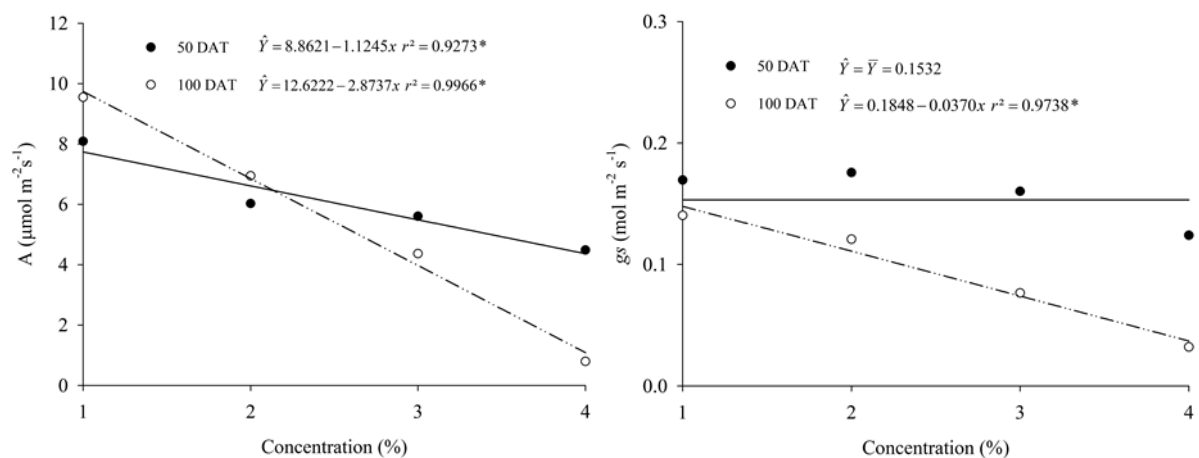 12
10
8
6
4
2
0
A (µmol m⁻² s⁻¹)
50 DAT Ŷ = 8.8621−1.1245x r² = 0.9273*
100 DAT Ŷ = 12.6222−2.8737x r² = 0.9966*
1 2 3 4
Concentration (%)
0.3
0.2
0.1
0.0
gs (mol m⁻² s⁻¹)
50 DAT Ŷ = Y̅ = 0.1532
100 DAT Ŷ = 0.1848−0.0370x r² = 0.9738*
1 2 3 4
Concentration (%)